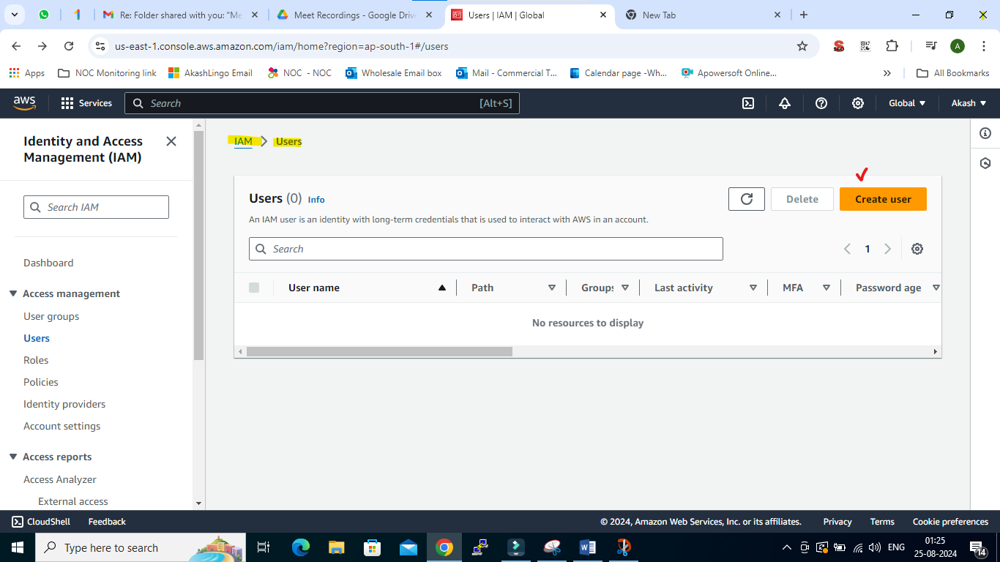 Re: Folder shared with you: "Me
Meet Recordings - Google Drive
Users | IAM | Global
New Tab
us-east-1.console.aws.amazon.com/iam/home?region=ap-south-1#/users
SEO
A
Apps
NOC Monitoring link
AkashLingo Email
NOC - NOC
Wholesale Email box
Mail - Commercial T...
Calendar page -Wh...
Apowersoft Online...
All Bookmarks
aws
Services
Search
[Alt+S]
Global
Akash
Identity and Access
Management (IAM)
Search IAM
Dashboard
Access management
User groups
Users
Roles
Policies
Identity providers
Account settings
Access reports
Access Analyzer
External access
IAM > Users
Users (0) Info
Delete
Create user
An IAM user is an identity with long-term credentials that is used to interact with AWS in an account.
Search
1
User name
Path
Groups
Last activity
MFA
Password age
No resources to display
CloudShell
Feedback
© 2024, Amazon Web Services, Inc. or its affiliates.
Privacy
Terms
Cookie preferences
Type here to search
ENG
01:25
25-08-2024
14